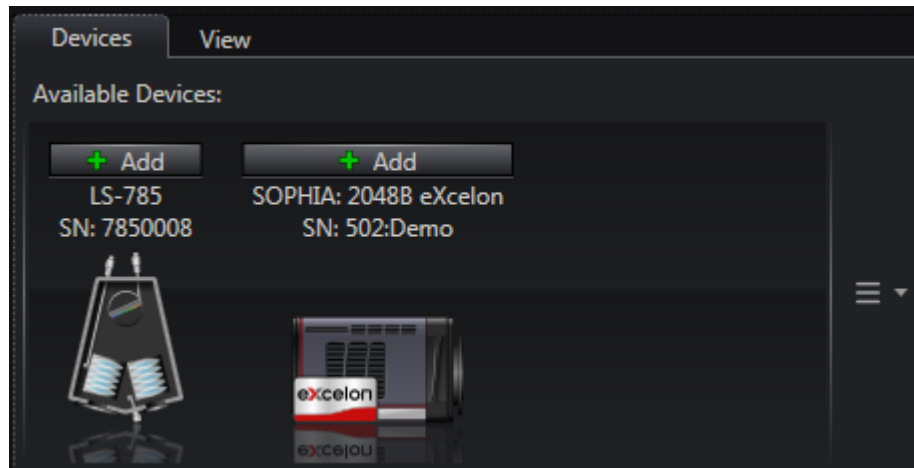 Devices View
Available Devices:
Add Add
LS-785 SOPHIA: 2048B eXcelon
SN: 7850008 SN: 502:Demo
eXcelon